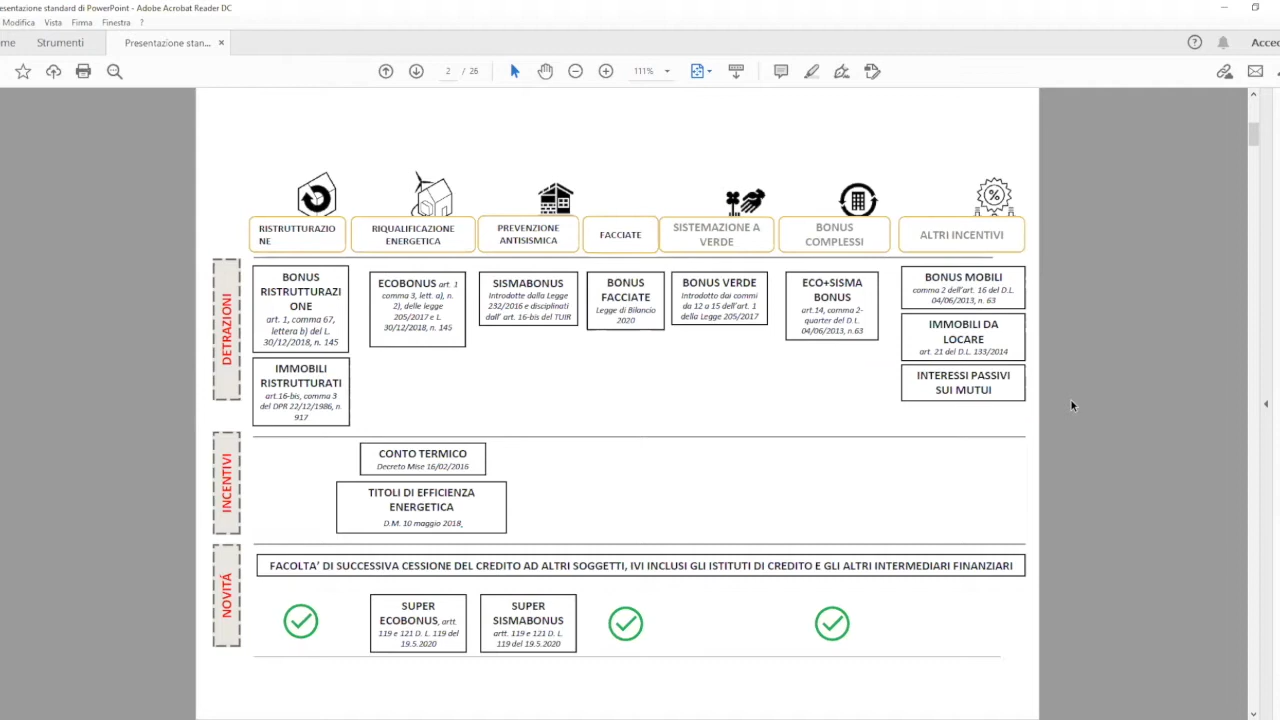 esentazione standard di PowerPoint - Adobe Acrobat Reader DC
Modifica Vista Firma Finestra ?
me Strumenti Presentazione stan... × ? Acced
2 / 26 111%
%
RISTRUTTURAZIO
NE
RIQUALIFICAZIONE
ENERGETICA
PREVENZIONE
ANTISISMICA
FACCIATE
SISTEMAZIONE A
VERDE
BONUS
COMPLESSI
ALTRI INCENTIVI
DETRAZIONI
BONUS
RISTRUTTURAZI
ONE
art. 1, comma 67,
lettera b) del L.
30/12/2018, n. 145
IMMOBILI
RISTRUTTURATI
art.16-bis, comma 3
del DPR 22/12/1986, n.
917
ECOBONUS art. 1
comma 3, lett. a), n.
2), delle legge
205/2017 e L.
30/12/2018, n. 145
SISMABONUS
Introdotte dalla Legge
232/2016 e disciplinati
dall' art. 16-bis del TUIR
BONUS
FACCIATE
Legge di Bilancio
2020
BONUS VERDE
Introdotto dai commi
da 12 a 15 dell'art. 1
della Legge 205/2017
ECO+SISMA
BONUS
art.14, comma 2-
quarter del D.L.
04/06/2013, n.63
BONUS MOBILI
comma 2 dell'art. 16 del D.L.
04/06/2013, n. 63
IMMOBILI DA
LOCARE
art. 21 del D.L. 133/2014
INTERESSI PASSIVI
SUI MUTUI
INCENTIVI
CONTO TERMICO
Decreto Mise 16/02/2016
TITOLI DI EFFICIENZA
ENERGETICA
D.M. 10 maggio 2018,
NOVITÁ
FACOLTA' DI SUCCESSIVA CESSIONE DEL CREDITO AD ALTRI SOGGETTI, IVI INCLUSI GLI ISTITUTI DI CREDITO E GLI ALTRI INTERMEDIARI FINANZIARI
SUPER
ECOBONUS, artt.
119 e 121 D. L. 119 del
19.5.2020
SUPER
SISMABONUS
artt. 119 e 121 D. L.
119 del 19.5.2020